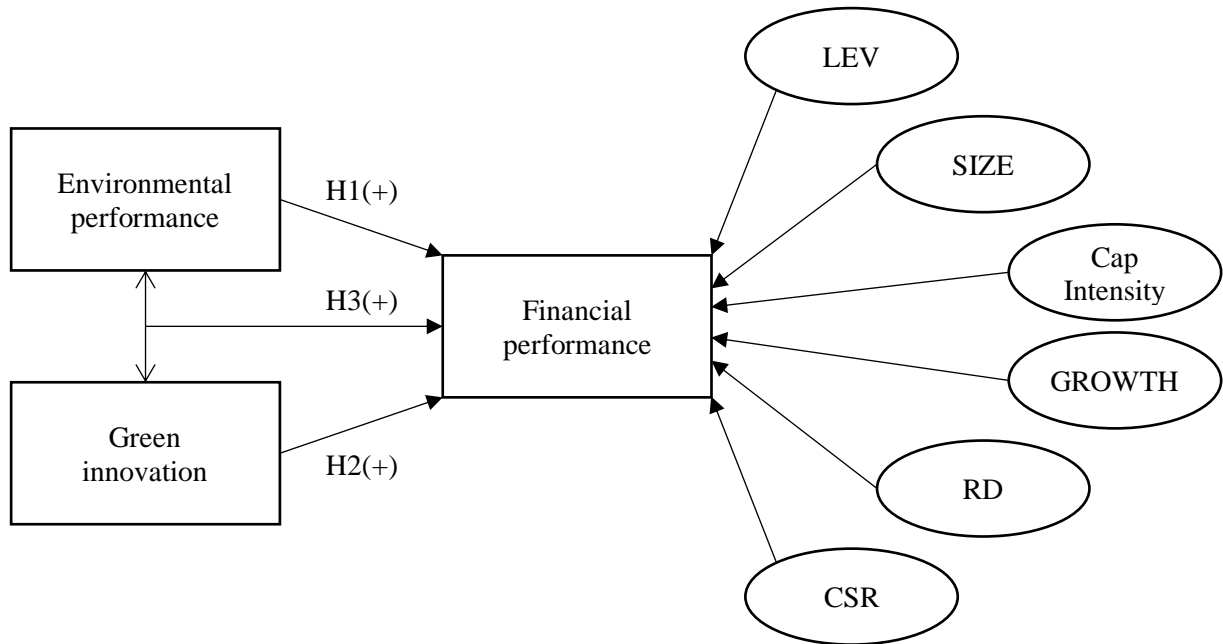 LEV
SIZE
Environmental
performance
H1(+)
Cap
Intensity
H3(+)
Financial
performance
GROWTH
Green
innovation
H2(+)
RD
CSR